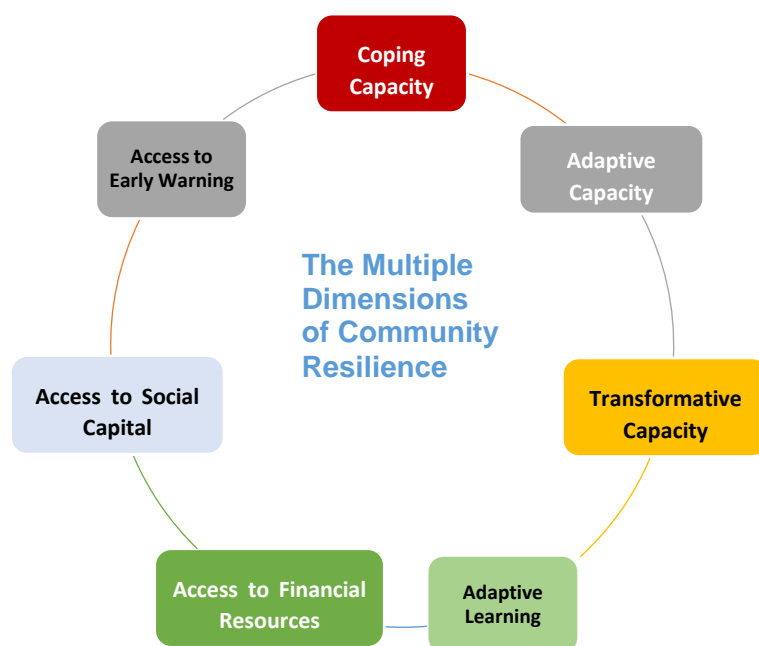 Coping
Capacity
Adaptive
Capacity
Transformative
Capacity
Adaptive
Learning
Access to Financial
Resources
Access to Social
Capital
Access to
Early Warning
The Multiple
Dimensions
of Community
Resilience